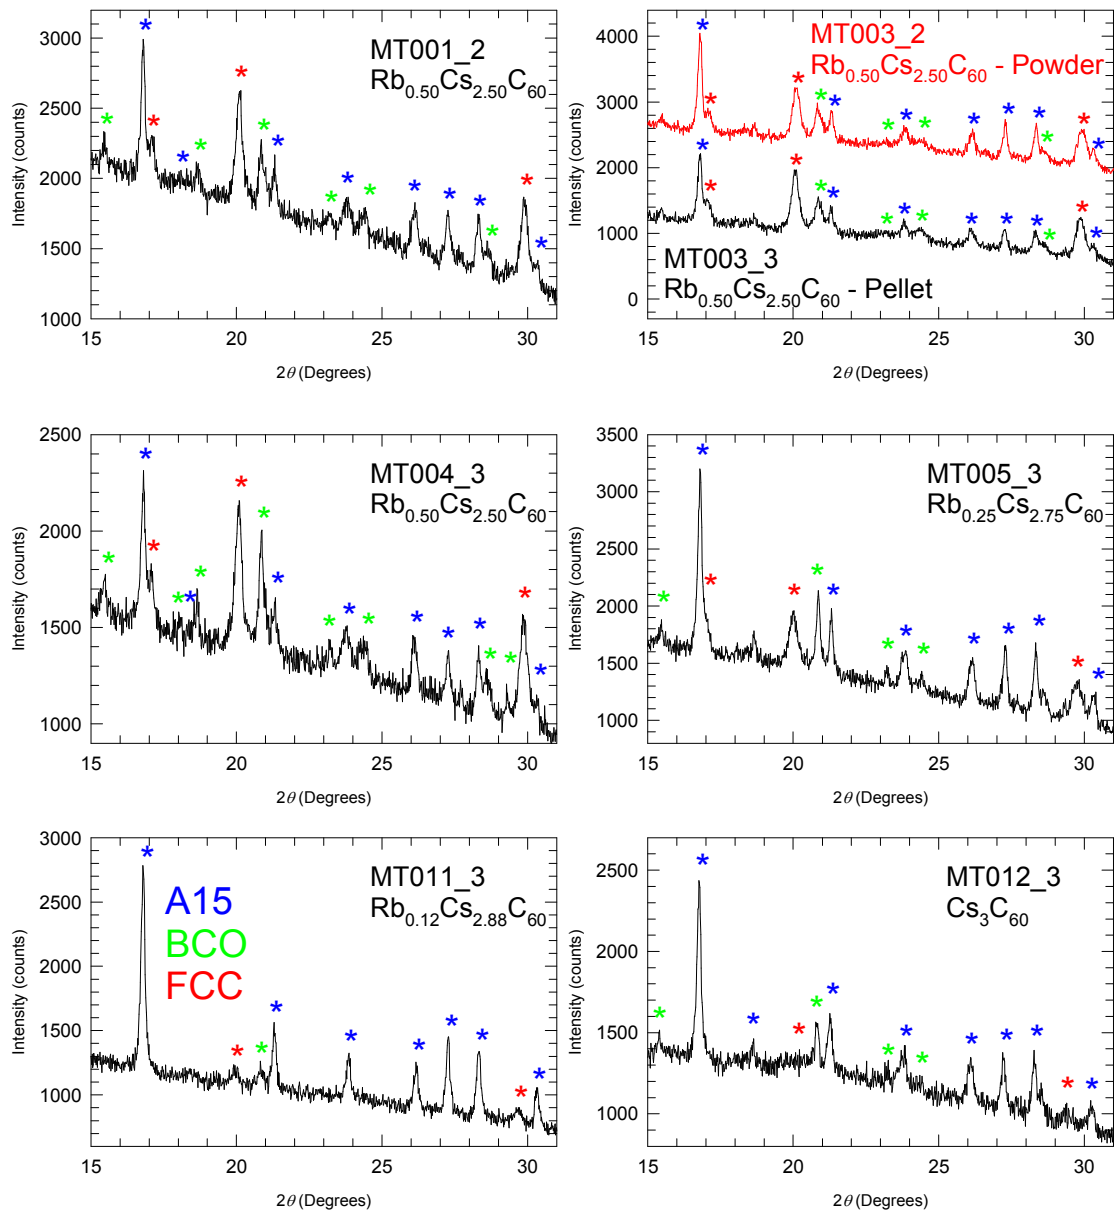 MT001_2
Rb0.50Cs2.50C60
Intensity (counts)
3000
2500
2000
1500
1000
15 20 25 30
2θ (Degrees)
MT003_2
Rb0.50Cs2.50C60 - Powder
MT003_3
Rb0.50Cs2.50C60 - Pellet
Intensity (counts)
4000
3000
2000
1000
0
15 20 25 30
2θ (Degrees)
MT004_3
Rb0.50Cs2.50C60
Intensity (counts)
2500
2000
1500
1000
15 20 25 30
2θ (Degrees)
MT005_3
Rb0.25Cs2.75C60
Intensity (counts)
3500
3000
2500
2000
1500
1000
15 20 25 30
2θ (Degrees)
MT011_3
Rb0.12Cs2.88C60
A15
BCO
FCC
Intensity (counts)
3000
2500
2000
1500
1000
15 20 25 30
2θ (Degrees)
MT012_3
Cs3C60
Intensity (counts)
2500
2000
1500
1000
15 20 25 30
2θ (Degrees)